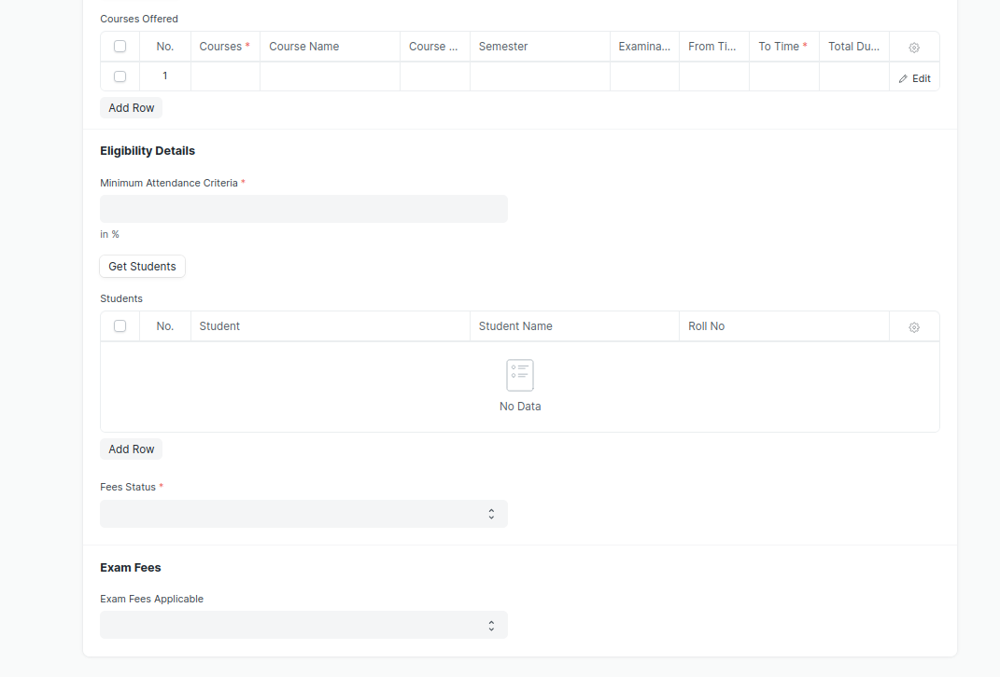 Courses Offered
No. Courses * Course Name Course ... Semester Examina... From Ti... To Time * Total Du...
1 Edit
Add Row
Eligibility Details
Minimum Attendance Criteria *
in %
Get Students
Students
No. Student Student Name Roll No
No Data
Add Row
Fees Status *
Exam Fees
Exam Fees Applicable